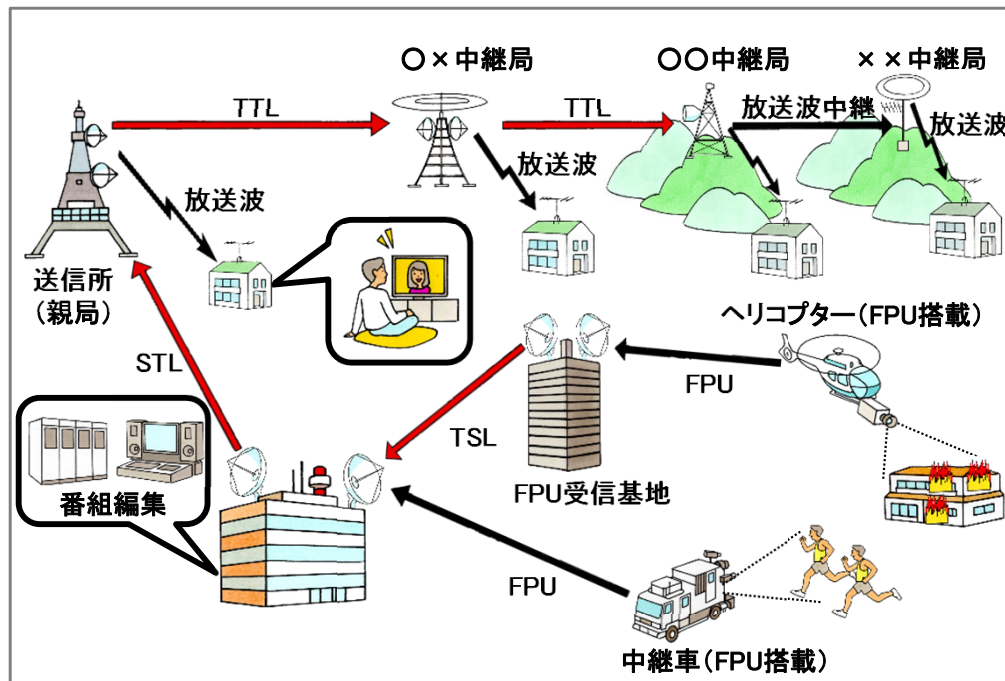 ○×中継局
○○中継局
××中継局
TTL
TTL
放送波中継
放送波
放送波
放送波
送信所
(親局)
ヘリコプター(FPU搭載)
STL
FPU
TSL
番組編集
FPU受信基地
FPU
中継車(FPU搭載)